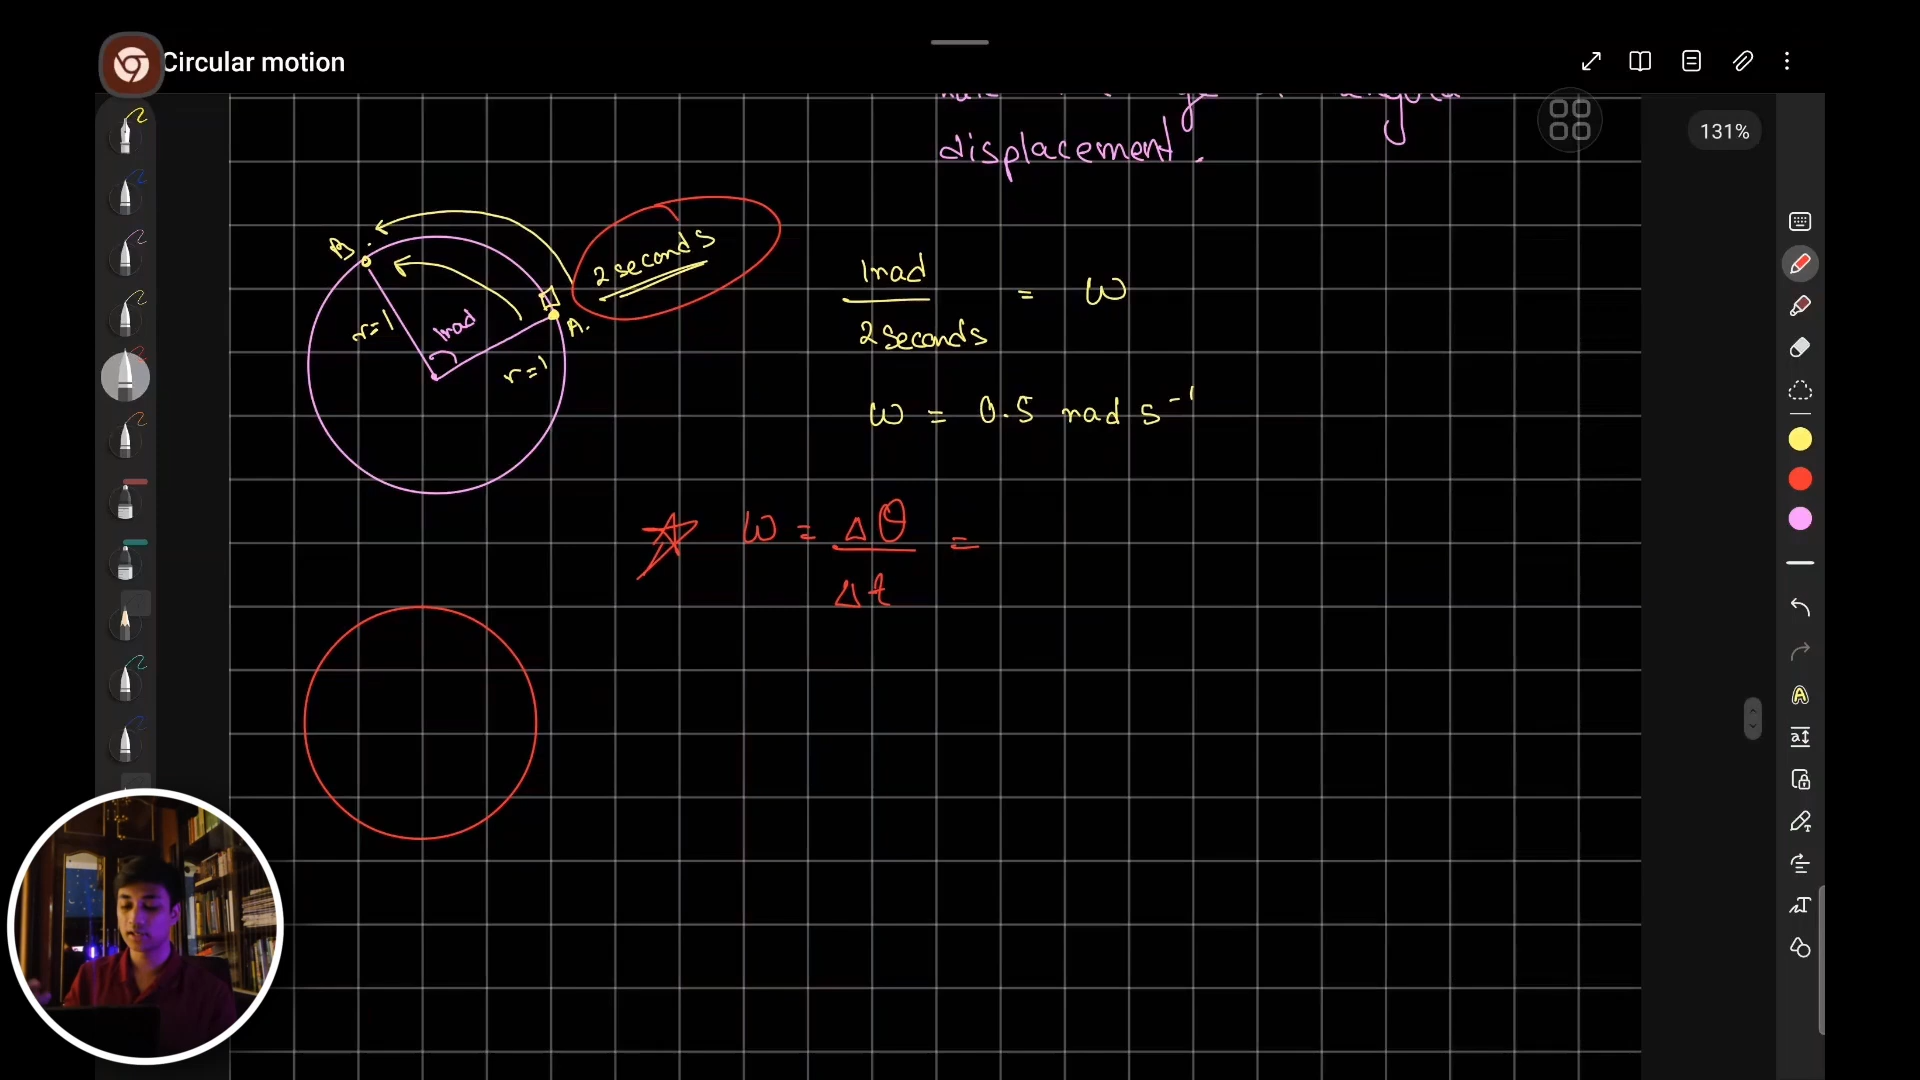 Circular motion
131%
displacement.
B
2 seconds
1rad
2 seconds
= ω
r=1
1rad
A.
r=1
ω = 0.5 rad s⁻¹
ω = Δθ
Δt
=
A
a
T